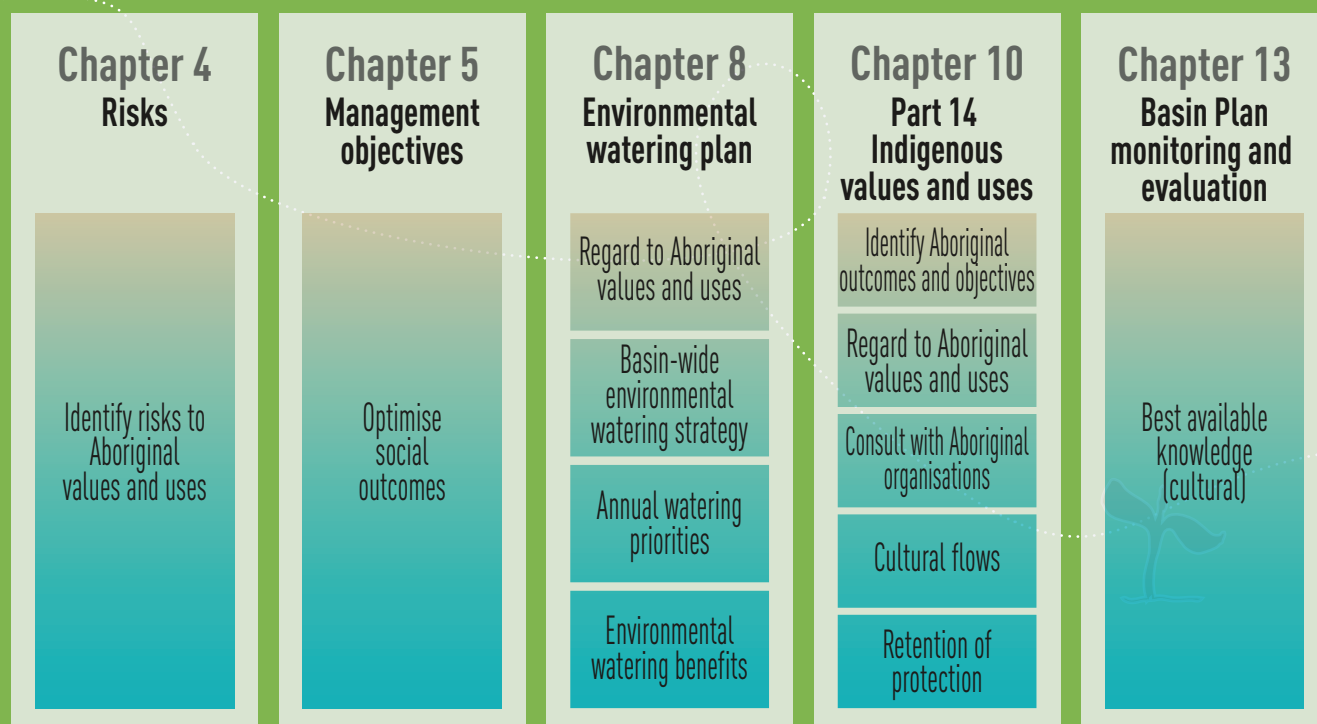 Chapter 4
Risks
Identify risks to
Aboriginal
values and uses
Chapter 5
Management
objectives
Optimise
social
outcomes
Chapter 8
Environmental
watering plan
Regard to Aboriginal
values and uses
Basin-wide
environmental
watering strategy
Annual watering
priorities
Environmental
watering benefits
Chapter 10
Part 14
Indigenous
values and uses
Identify Aboriginal
outcomes and objectives
Regard to Aboriginal
values and uses
Consult with Aboriginal
organisations
Cultural flows
Retention of
protection
Chapter 13
Basin Plan
monitoring and
evaluation
Best available
knowledge
(cultural)